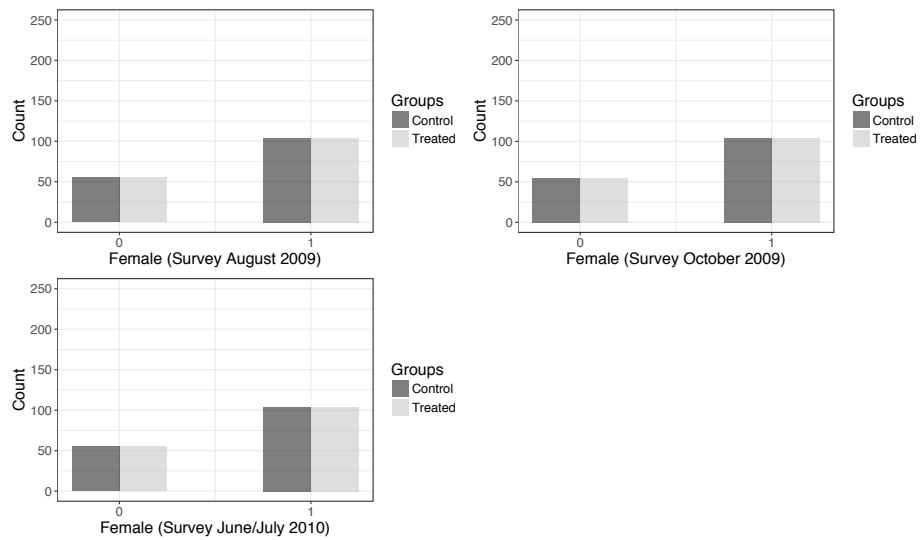 250
200
150
100
50
0
Count
0
1
Female (Survey August 2009)
Groups
Control
Treated
250
200
150
100
50
0
Count
0
1
Female (Survey October 2009)
Groups
Control
Treated
250
200
150
100
50
0
Count
0
1
Female (Survey June/July 2010)
Groups
Control
Treated